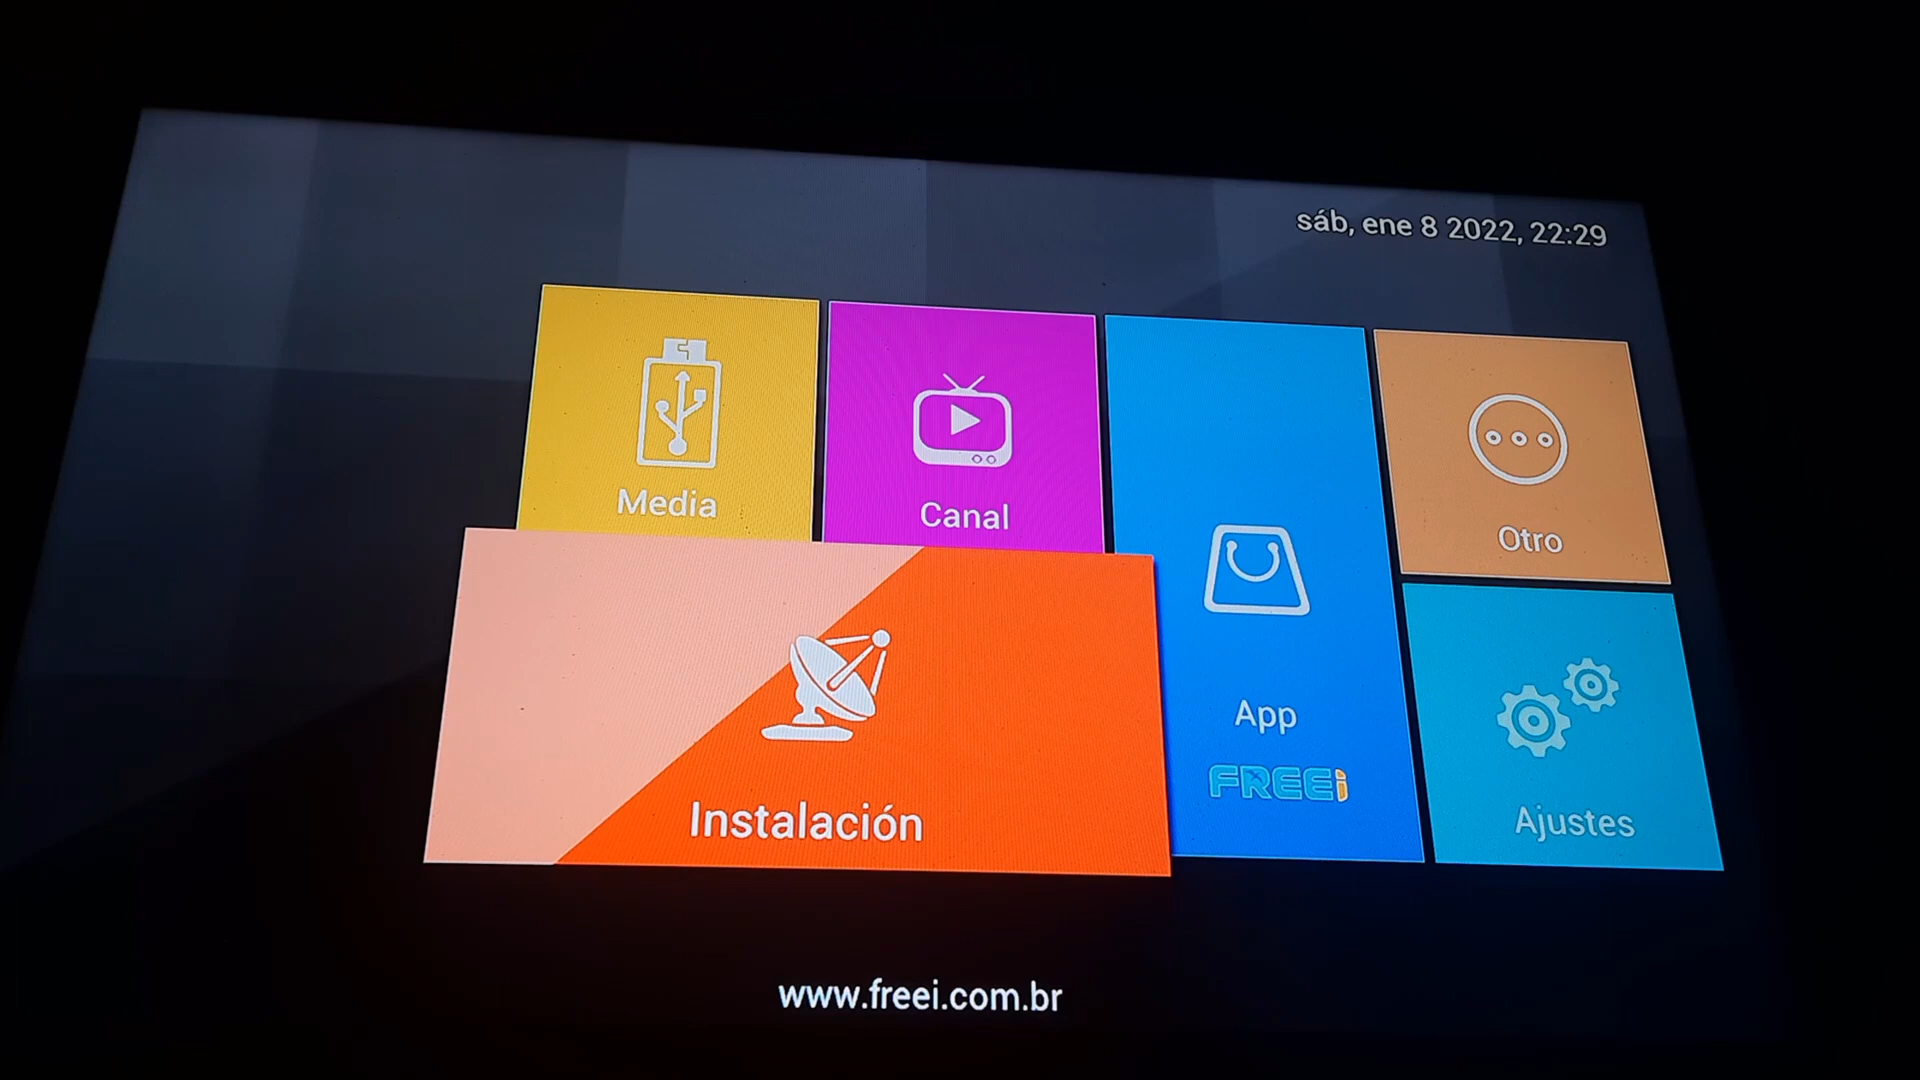 sáb, ene 8 2022, 22:29
Media
Canal
Otro
Instalación
App
FREEi
Ajustes
www.freei.com.br